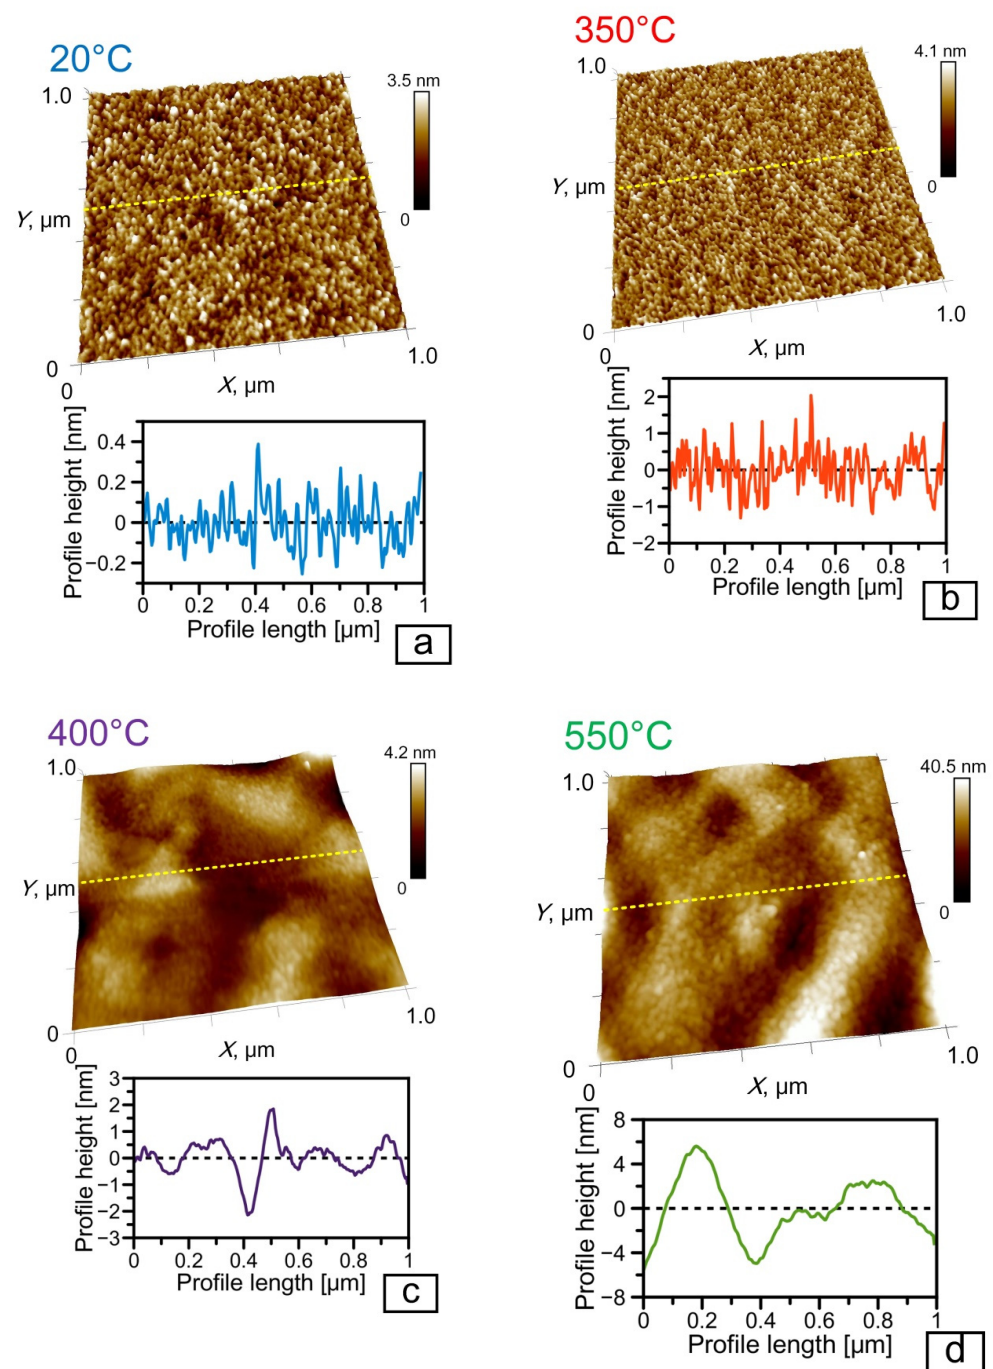 20°C
3.5 nm
1.0
Y, µm
0
0
0
1.0
X, µm
Profile height [nm]
0.4
0.2
0
−0.2
0
0.2
0.4
0.6
0.8
1
Profile length [µm]
a
350°C
4.1 nm
1.0
Y, µm
0
0
0
1.0
X, µm
Profile height [nm]
2
1
0
−1
−2
0
0.2
0.4
0.6
0.8
1
Profile length [µm]
b
400°C
4.2 nm
1.0
Y, µm
0
0
0
1.0
X, µm
Profile height [nm]
3
2
1
0
−1
−2
−3
0
0.2
0.4
0.6
0.8
1
Profile length [µm]
c
550°C
40.5 nm
1.0
Y, µm
0
0
0
1.0
X, µm
Profile height [nm]
8
4
0
−4
−8
0
0.2
0.4
0.6
0.8
1
Profile length [µm]
d